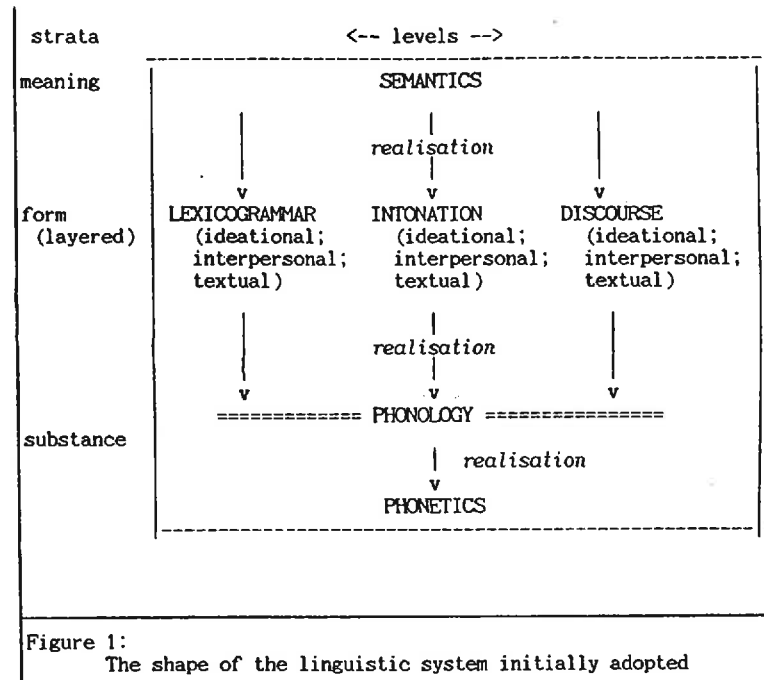 strata <-- levels -->
meaning SEMANTICS
realisation
form LEXICOGRAMMAR INTONATION DISCOURSE
(layered) (ideational; (ideational; (ideational;
interpersonal; interpersonal; interpersonal;
textual) textual) textual)
realisation
============= PHONOLOGY ================
substance
realisation
PHONETICS
Figure 1:
The shape of the linguistic system initially adopted